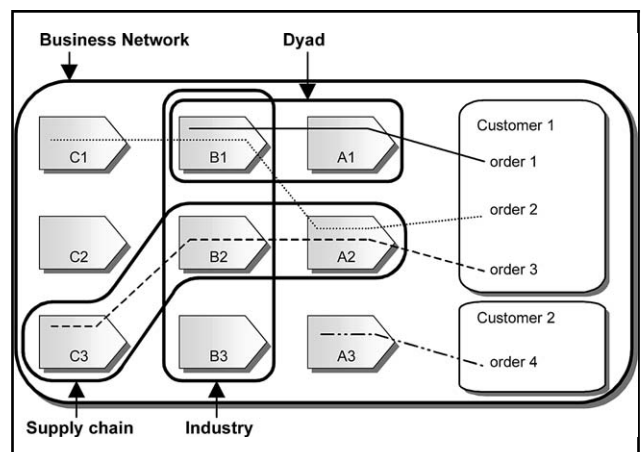 Business Network
Dyad
Customer 1
C1
B1
A1
order 1
order 2
C2
B2
A2
order 3
Customer 2
C3
B3
A3
order 4
Supply chain
Industry